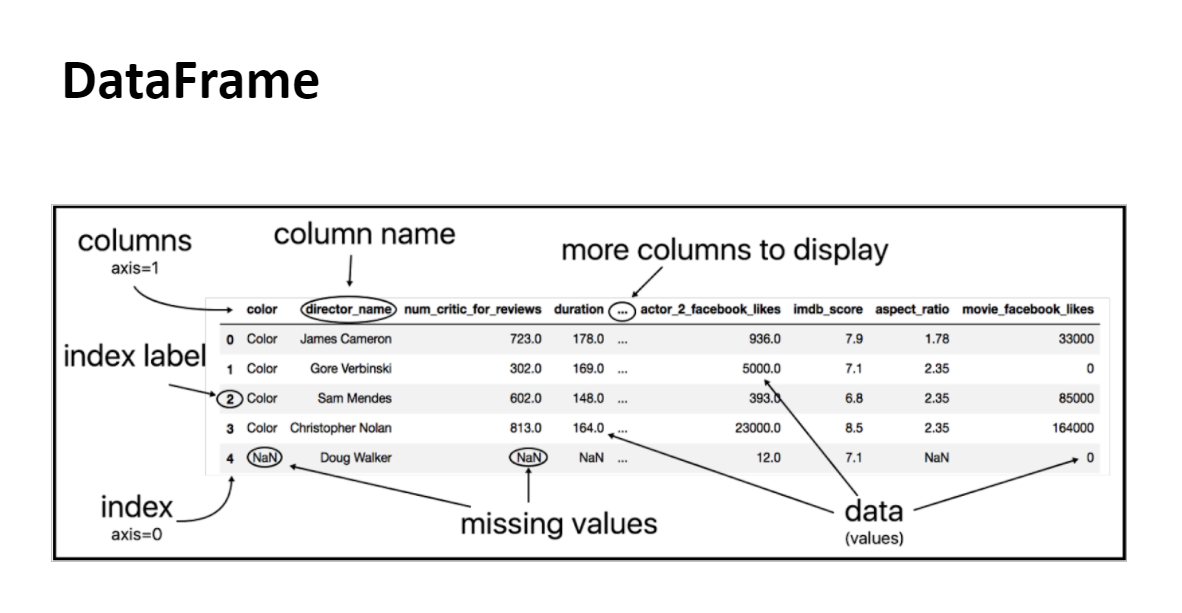 DataFrame
columns
axis=1
column name
more columns to display
color director_name num_critic_for_reviews duration ... actor_2_facebook_likes imdb_score aspect_ratio movie_facebook_likes
0 Color James Cameron 723.0 178.0 ... 936.0 7.9 1.78 33000
index label
1 Color Gore Verbinski 302.0 169.0 ... 5000.0 7.1 2.35 0
2 Color Sam Mendes 602.0 148.0 ... 393.0 6.8 2.35 85000
3 Color Christopher Nolan 813.0 164.0 ... 23000.0 8.5 2.35 164000
4 NaN Doug Walker NaN NaN ... 12.0 7.1 NaN 0
index
axis=0
missing values
data
(values)